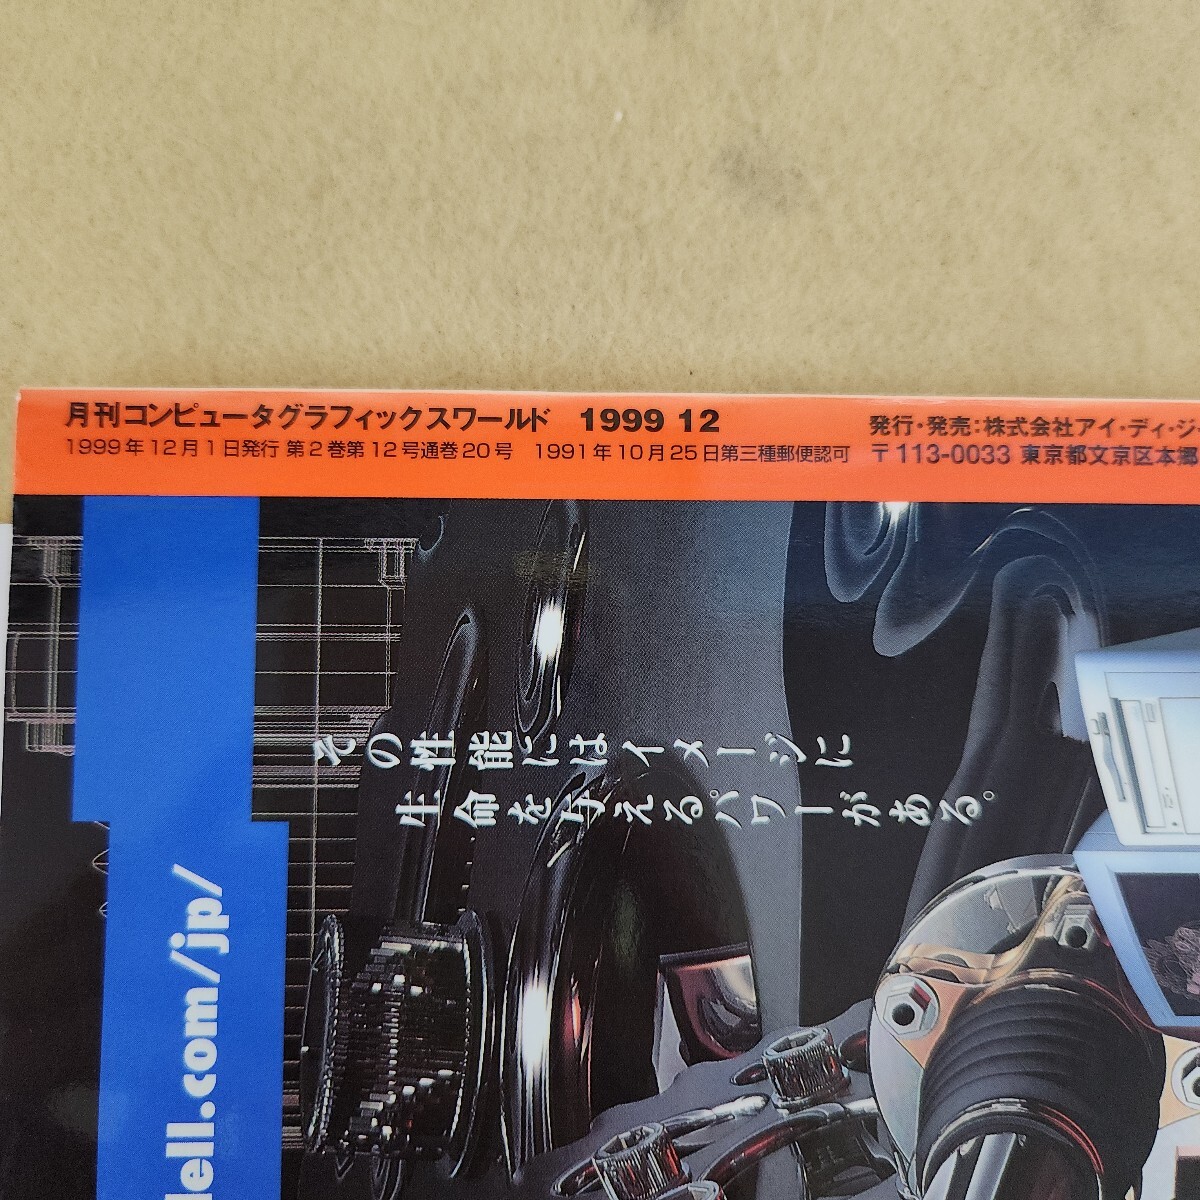 月刊コンピュータグラフィックスワールド 1999 12
1999年12月1日発行 第2巻第12号通巻20号 1991年10月25日第三種郵便認可
発行・発売：株式会社アイ・ディ・ジ
〒113-0033 東京都文京区本郷
その性能にはイメージに
生命を与えるパワーがある。
dell.com/jp/